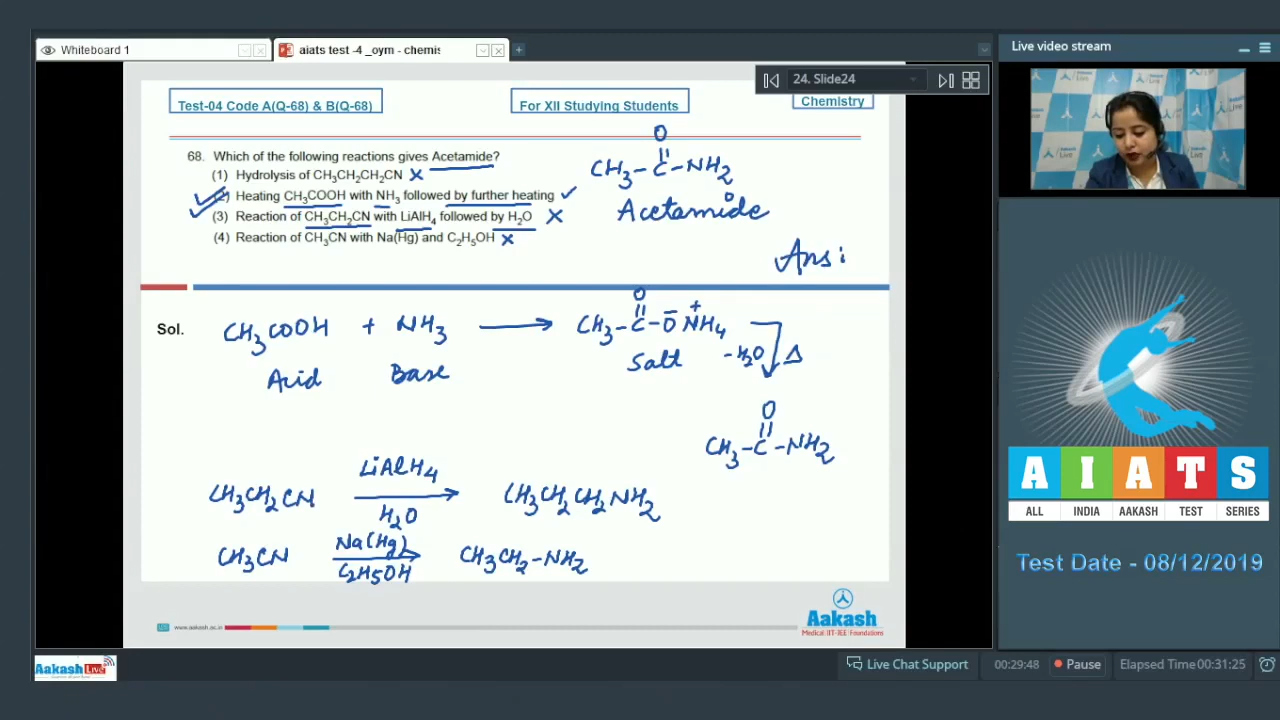 Whiteboard 1
aiats test -4 _oym - chemis
24. Slide24
Live video stream
Test-04 Code A(Q-68) & B(Q-68)
For XII Studying Students
Chemistry
68. Which of the following reactions gives Acetamide?
(1) Hydrolysis of CH₃CH₂CH₂CN ✗
(2) Heating CH₃COOH with NH₃ followed by further heating ✓
(3) Reaction of CH₃CH₂CN with LiAlH₄ followed by H₂O ✗
(4) Reaction of CH₃CN with Na(Hg) and C₂H₅OH ✗
O
CH₃-C-NH₂
Acetamide
Ans:
Sol.
O
CH₃COOH + NH₃ ⟶ CH₃-C-O⁻ N⁺H₄
Acid Base Salt -H₂O Δ
O
CH₃-C-NH₂
LiAlH₄
CH₃CH₂CN ⟶ CH₃CH₂CH₂NH₂
H₂O
Na(Hg)
CH₃CN ⟶ CH₃CH₂-NH₂
C₂H₅OH
www.aakash.ac.in
Aakash
Medical|IIT-JEE|Foundations
A I A T S
ALL INDIA AAKASH TEST SERIES
Test Date - 08/12/2019
Aakash Live
Live Chat Support
00:29:48
Pause
Elapsed Time 00:31:25